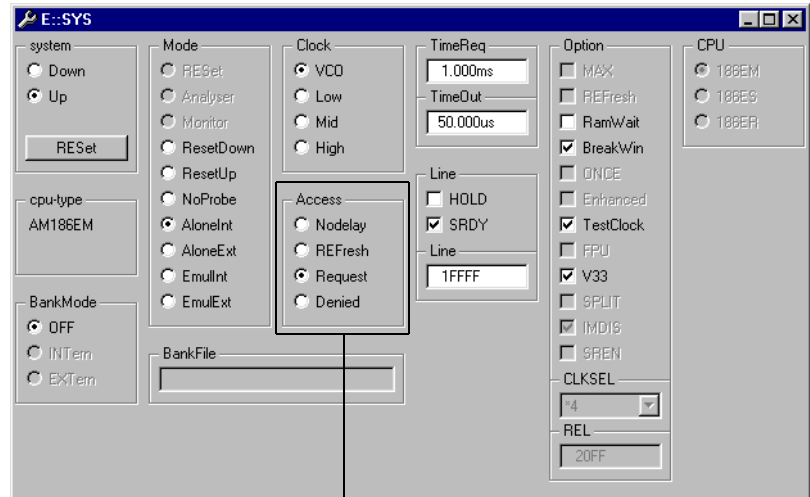 E::SYS
system
Down
Up
RESet
cpu-type
AM186EM
BankMode
OFF
INTern
EXTern
Mode
RESet
Analyser
Monitor
ResetDown
ResetUp
NoProbe
AloneInt
AloneExt
EmulInt
EmulExt
BankFile
Clock
VCO
Low
Mid
High
Access
Nodelay
REFresh
Request
Denied
TimeReq
1.000ms
TimeOut
50.000us
Line
HOLD
SRDY
Line
1FFFF
Option
MAX
REFresh
RamWait
BreakWin
ONCE
Enhanced
TestClock
FPU
V33
SPLIT
IMDIS
SREN
CLKSEL
*4
REL
20FF
CPU
186EM
186ES
186ER